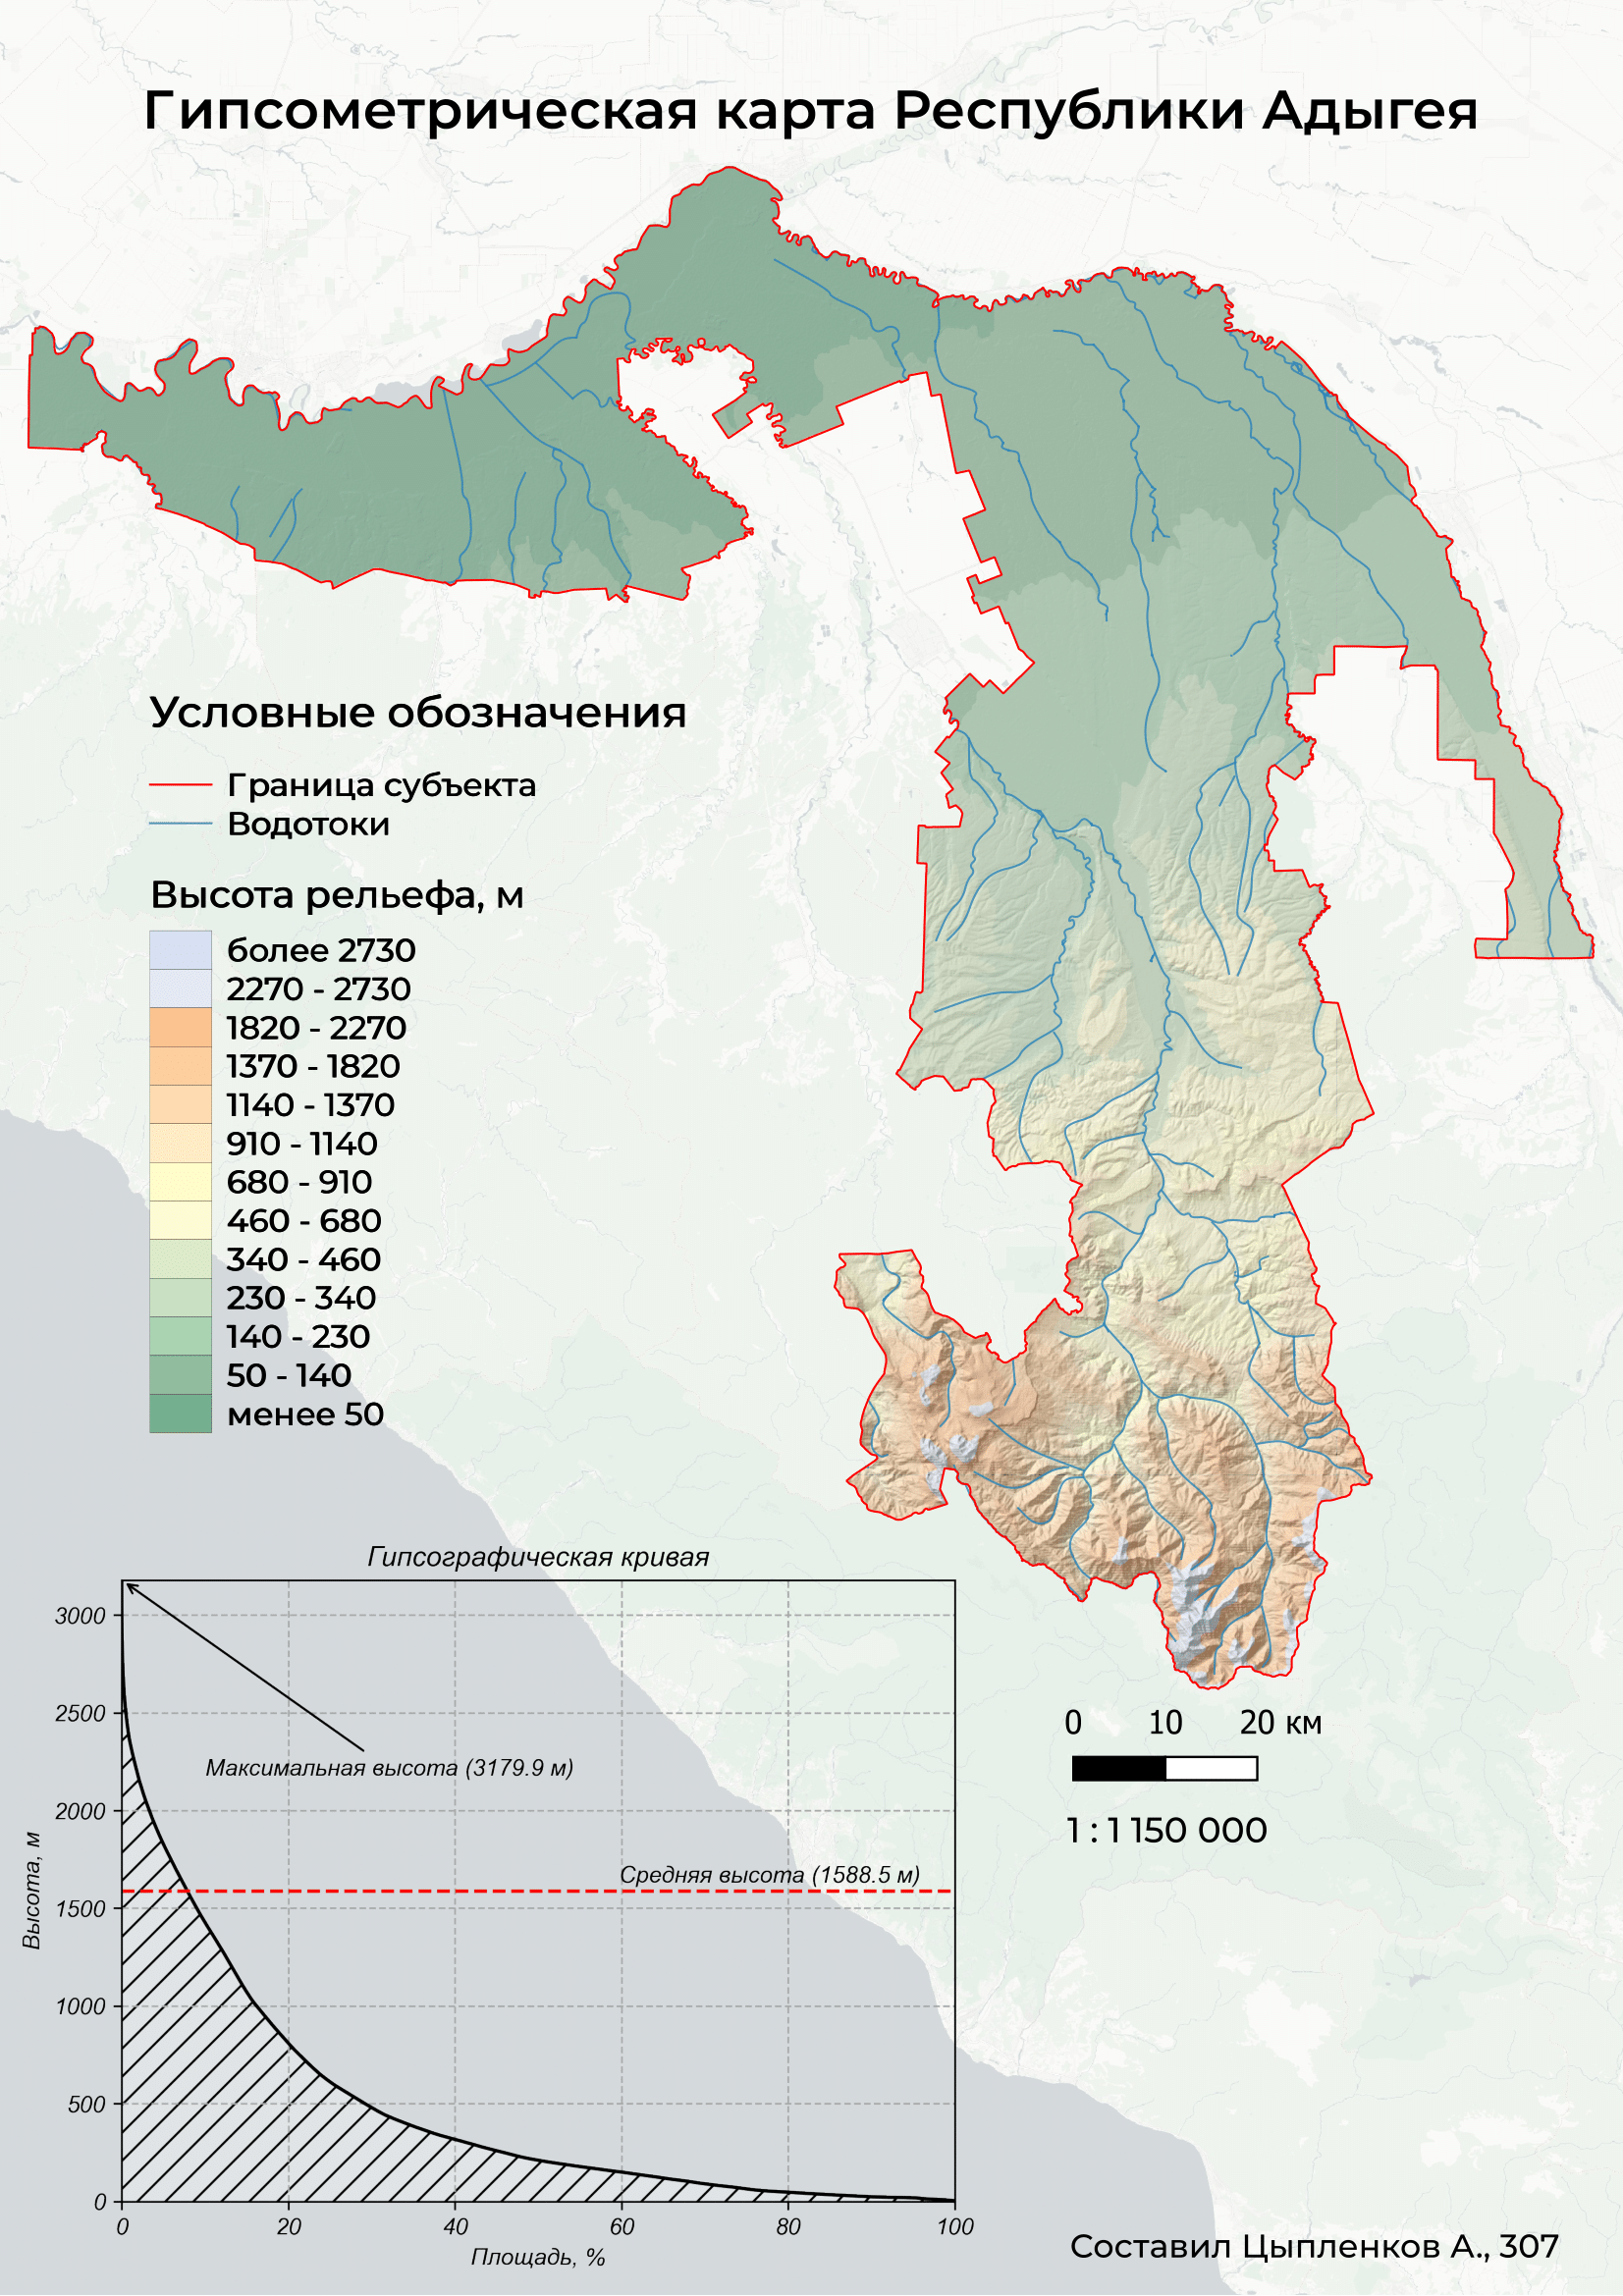 Гипсометрическая карта Республики Адыгея
Условные обозначения
Граница субъекта
Водотоки
Высота рельефа, м
более 2730
2270 - 2730
1820 - 2270
1370 - 1820
1140 - 1370
910 - 1140
680 - 910
460 - 680
340 - 460
230 - 340
140 - 230
50 - 140
менее 50
Гипсографическая кривая
3000
2500
2000
1500
1000
500
0
Высота, м
Максимальная высота (3179.9 м)
Средняя высота (1588.5 м)
0 20 40 60 80 100
Площадь, %
0 10 20 км
1 : 1 150 000
Составил Цыпленков А., 307